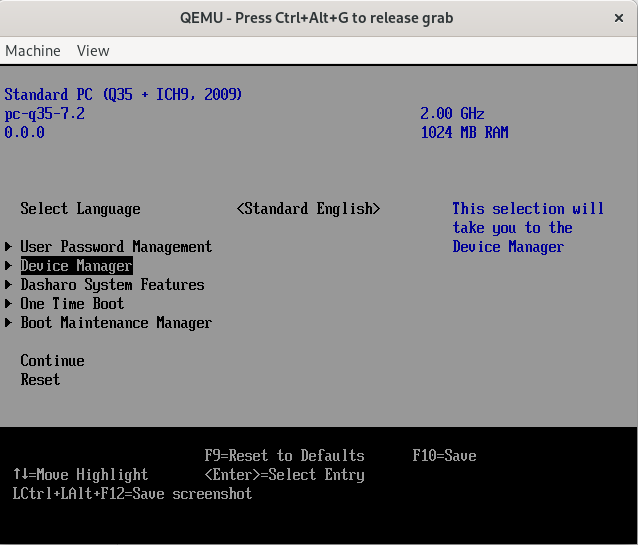 QEMU - Press Ctrl+Alt+G to release grab ×
Machine View
Standard PC (Q35 + ICH9, 2009)
pc-q35-7.2 2.00 GHz
0.0.0 1024 MB RAM
Select Language <Standard English> This selection will
take you to the
▶ User Password Management Device Manager
▶ Device Manager
▶ Dasharo System Features
▶ One Time Boot
▶ Boot Maintenance Manager
Continue
Reset
F9=Reset to Defaults F10=Save
↑↓=Move Highlight <Enter>=Select Entry
LCtrl+LAlt+F12=Save screenshot